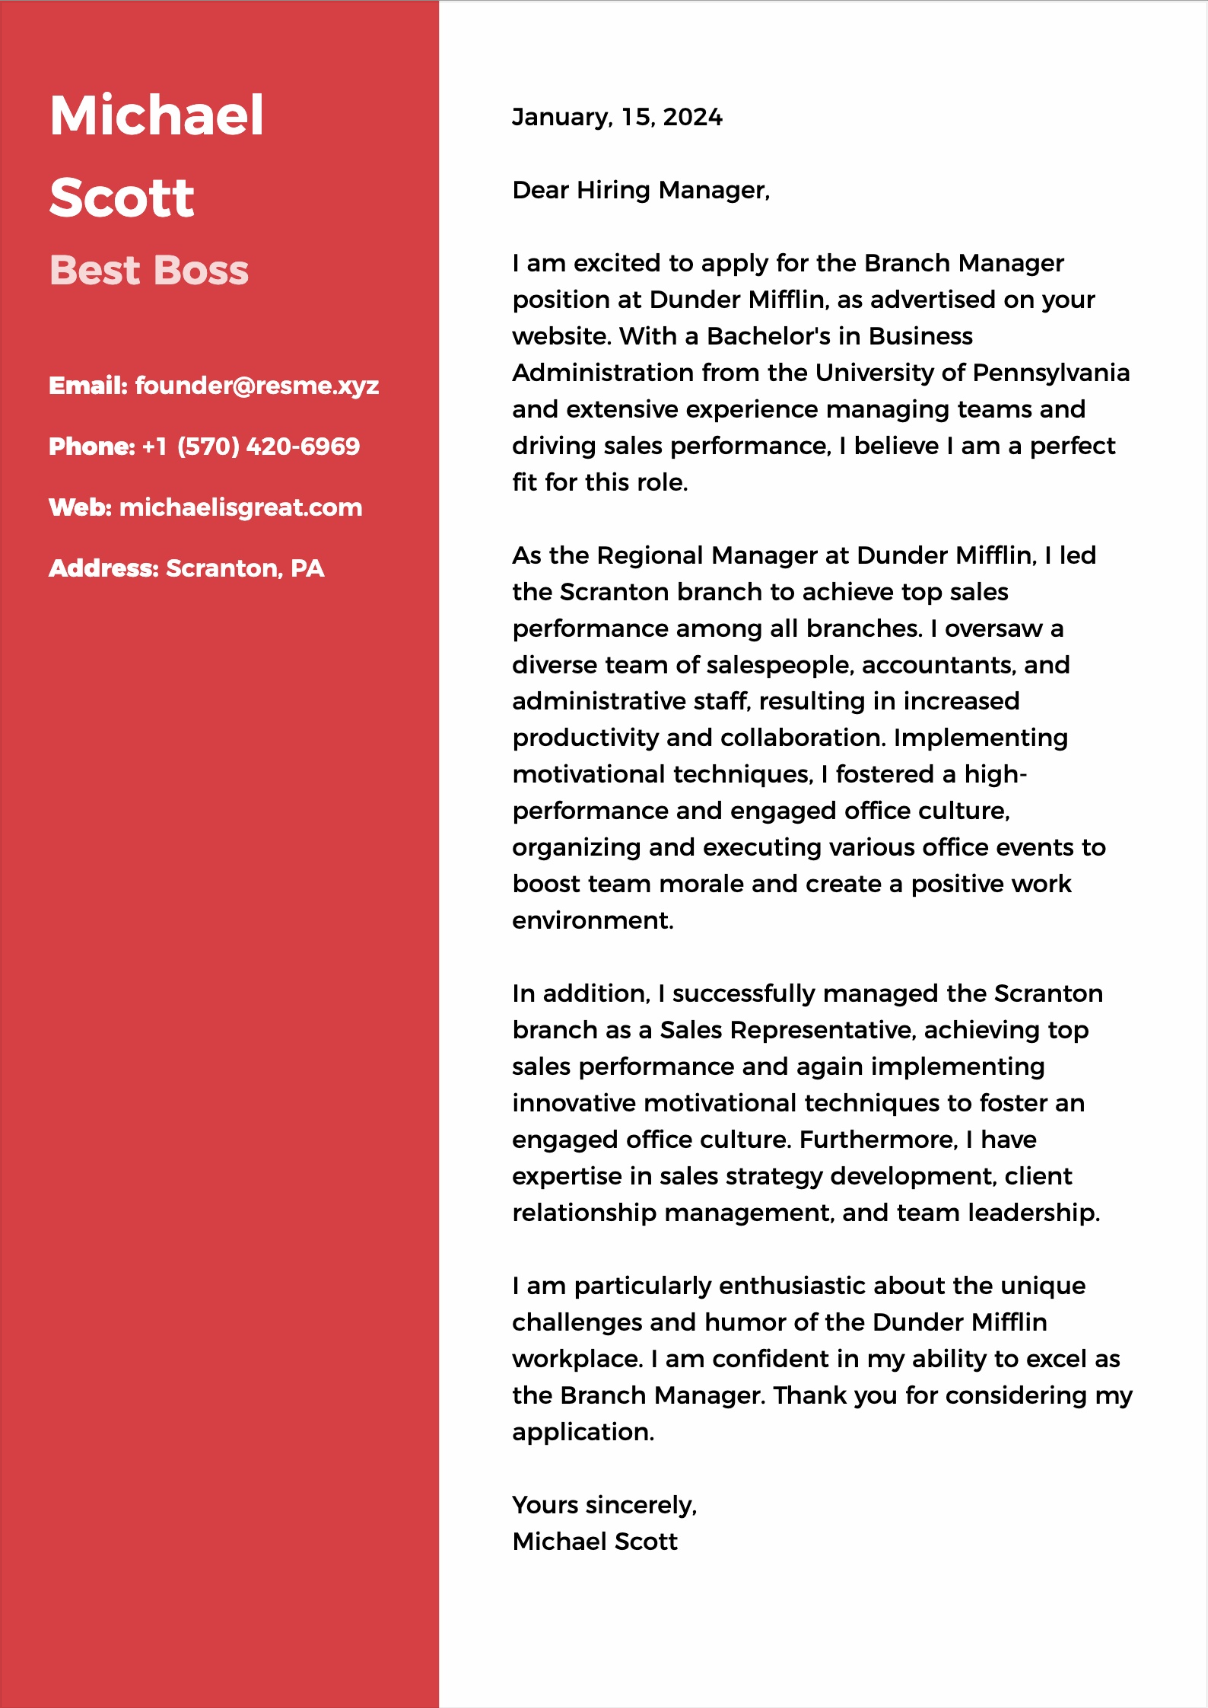 Michael
Scott
Best Boss
Email: founder@resme.xyz
Phone: +1 (570) 420-6969
Web: michaelisgreat.com
Address: Scranton, PA
January, 15, 2024
Dear Hiring Manager,
I am excited to apply for the Branch Manager
position at Dunder Mifflin, as advertised on your
website. With a Bachelor's in Business
Administration from the University of Pennsylvania
and extensive experience managing teams and
driving sales performance, I believe I am a perfect
fit for this role.
As the Regional Manager at Dunder Mifflin, I led
the Scranton branch to achieve top sales
performance among all branches. I oversaw a
diverse team of salespeople, accountants, and
administrative staff, resulting in increased
productivity and collaboration. Implementing
motivational techniques, I fostered a high-
performance and engaged office culture,
organizing and executing various office events to
boost team morale and create a positive work
environment.
In addition, I successfully managed the Scranton
branch as a Sales Representative, achieving top
sales performance and again implementing
innovative motivational techniques to foster an
engaged office culture. Furthermore, I have
expertise in sales strategy development, client
relationship management, and team leadership.
I am particularly enthusiastic about the unique
challenges and humor of the Dunder Mifflin
workplace. I am confident in my ability to excel as
the Branch Manager. Thank you for considering my
application.
Yours sincerely,
Michael Scott